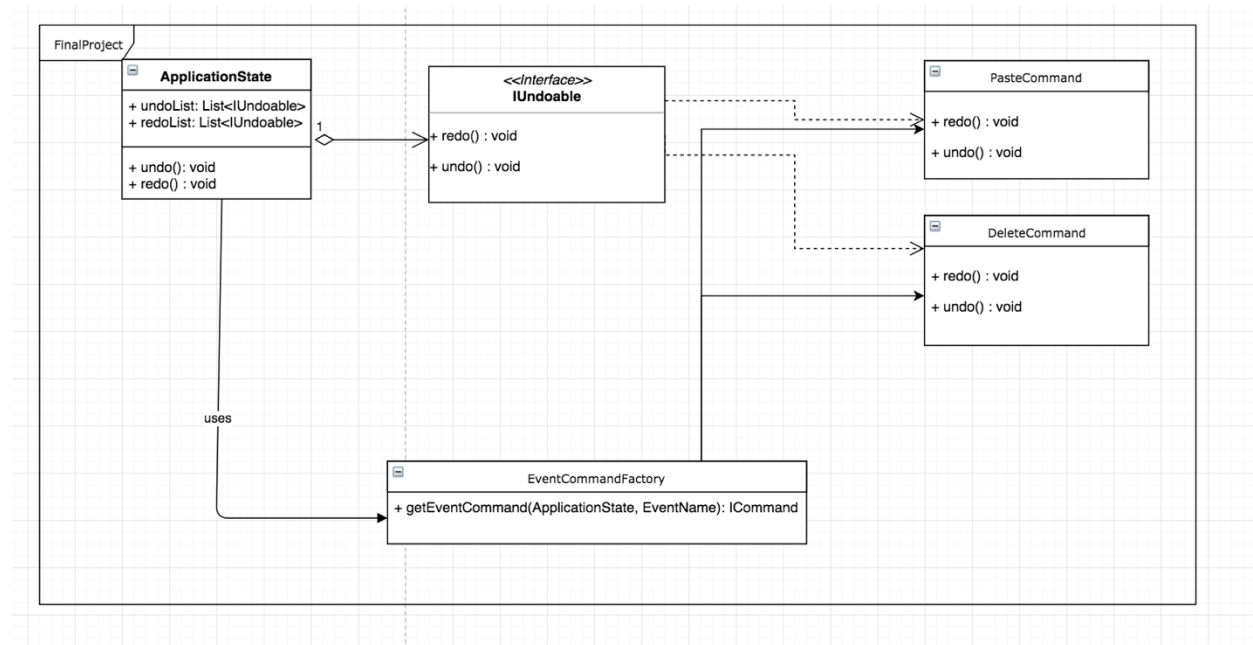 FinalProject
ApplicationState
+ undoList: List<IUndoable>
+ redoList: List<IUndoable>
+ undo(): void
+ redo() : void
1
<<Interface>>
IUndoable
+ redo() : void
+ undo() : void
PasteCommand
+ redo() : void
+ undo() : void
DeleteCommand
+ redo() : void
+ undo() : void
uses
EventCommandFactory
+ getEventCommand(ApplicationState, EventName): ICommand